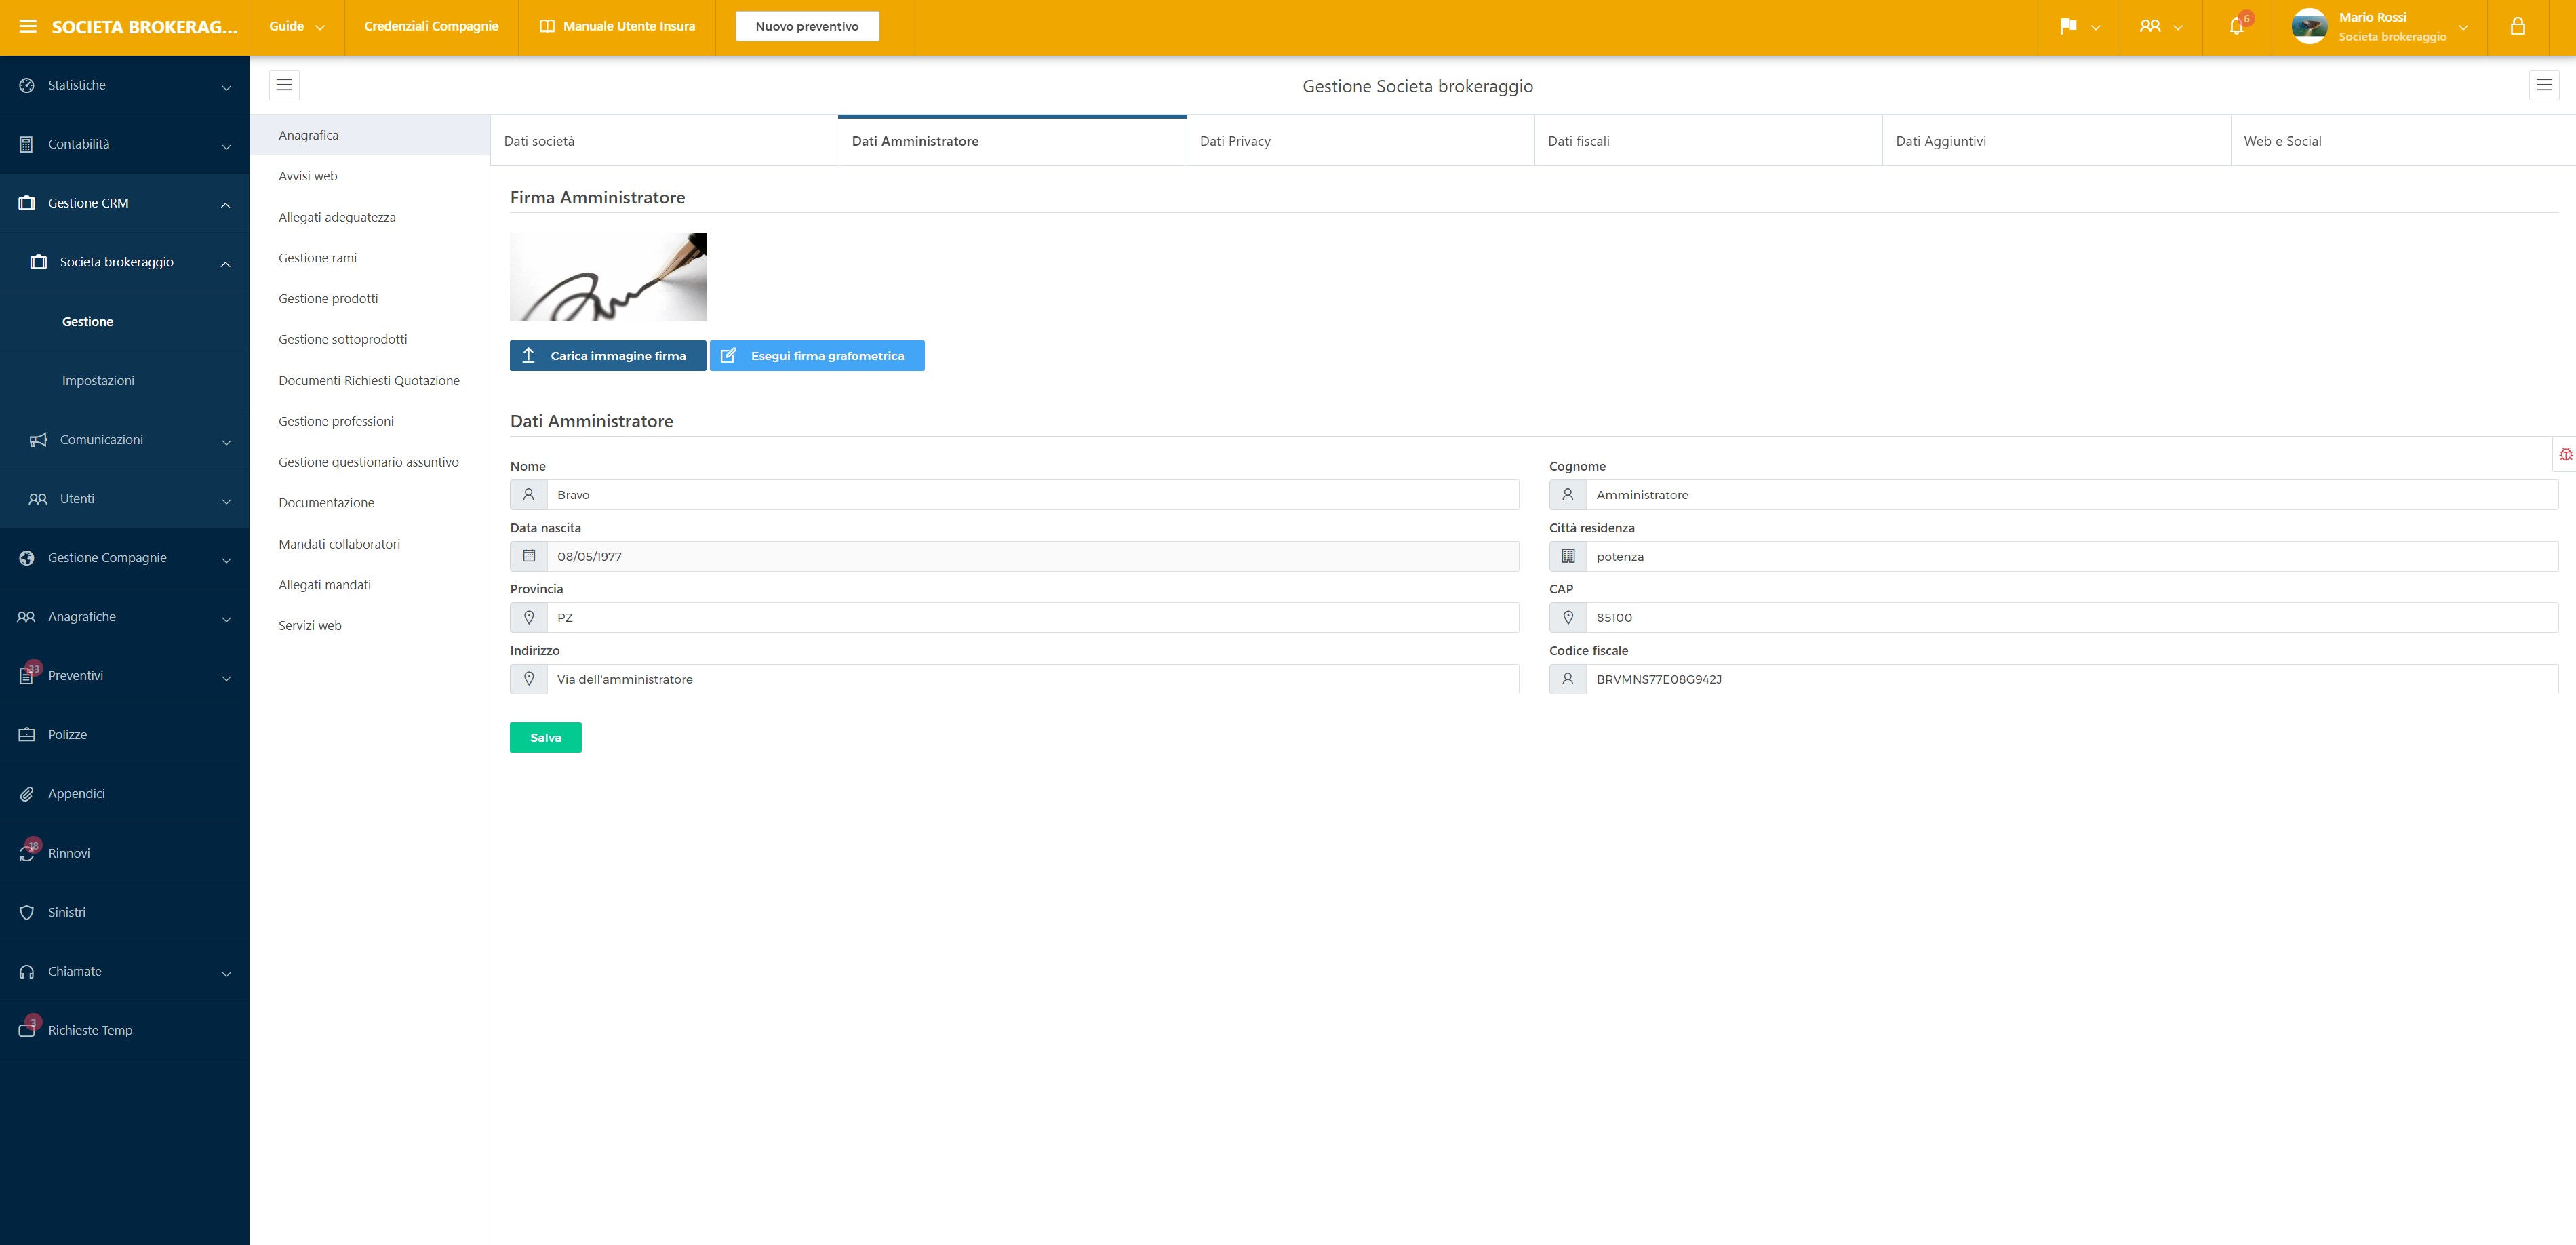 SOCIETA BROKERAG...
Guide
Credenziali Compagnie
Manuale Utente Insura
Nuovo preventivo
6
Mario Rossi
Societa brokeraggio
Statistiche
Contabilità
Gestione CRM
Societa brokeraggio
Gestione
Impostazioni
Comunicazioni
Utenti
Gestione Compagnie
Anagrafiche
33
Preventivi
Polizze
Appendici
18
Rinnovi
Sinistri
Chiamate
3
Richieste Temp
Gestione Societa brokeraggio
Anagrafica
Avvisi web
Allegati adeguatezza
Gestione rami
Gestione prodotti
Gestione sottoprodotti
Documenti Richiesti Quotazione
Gestione professioni
Gestione questionario assuntivo
Documentazione
Mandati collaboratori
Allegati mandati
Servizi web
Dati società
Dati Amministratore
Dati Privacy
Dati fiscali
Dati Aggiuntivi
Web e Social
Firma Amministratore
Carica immagine firma
Esegui firma grafometrica
Dati Amministratore
Nome
Bravo
Cognome
Amministratore
Data nascita
08/05/1977
Città residenza
potenza
Provincia
PZ
CAP
85100
Indirizzo
Via dell'amministratore
Codice fiscale
BRVMNS77E08G942J
Salva